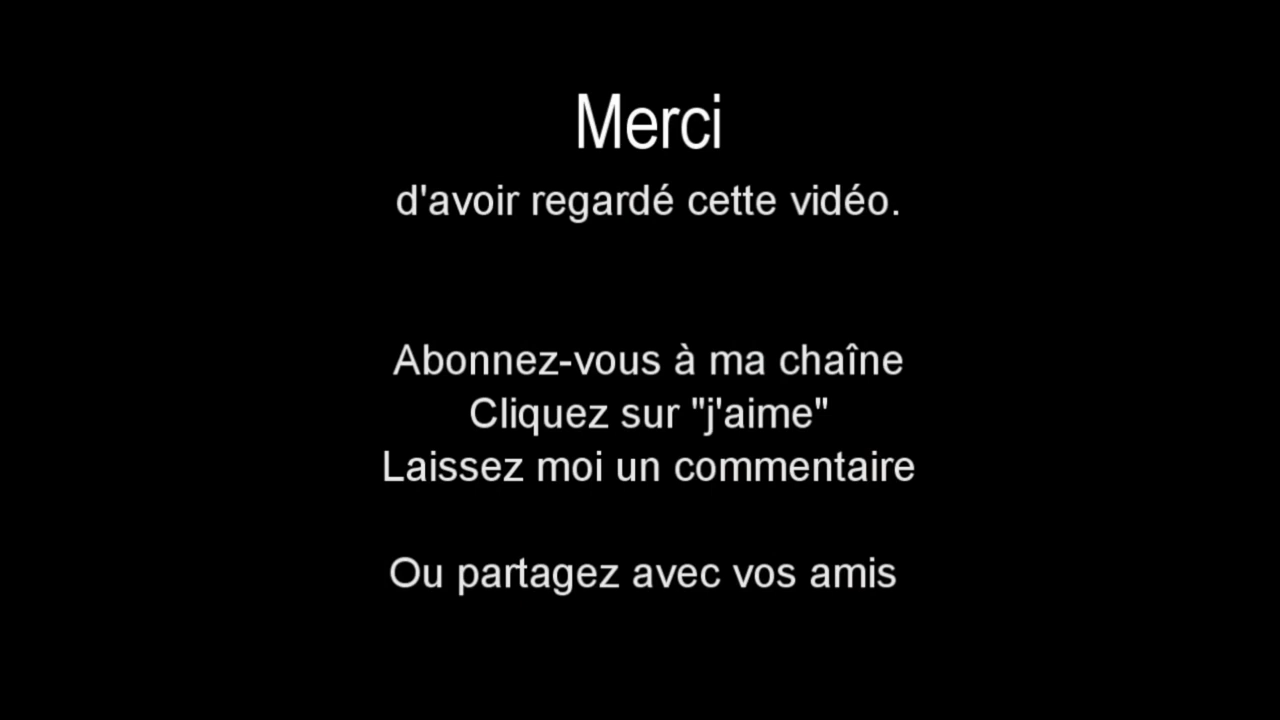 Merci
d'avoir regardé cette vidéo.
Abonnez-vous à ma chaîne
Cliquez sur "j'aime"
Laissez moi un commentaire
Ou partagez avec vos amis